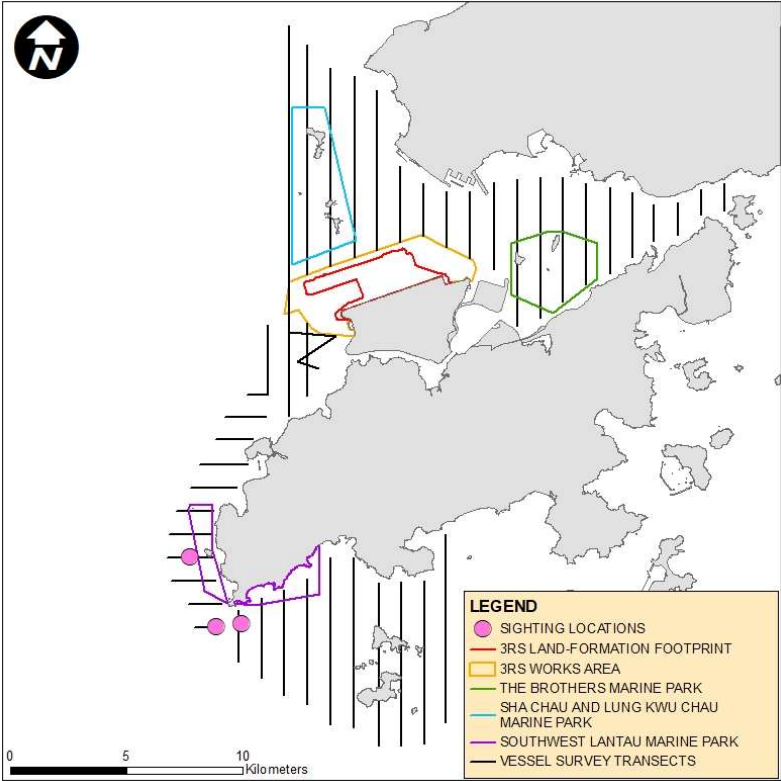 N
LEGEND
SIGHTING LOCATIONS
3RS LAND-FORMATION FOOTPRINT
3RS WORKS AREA
THE BROTHERS MARINE PARK
SHA CHAU AND LUNG KWU CHAU
MARINE PARK
SOUTHWEST LANTAU MARINE PARK
VESSEL SURVEY TRANSECTS
0 5 10
Kilometers